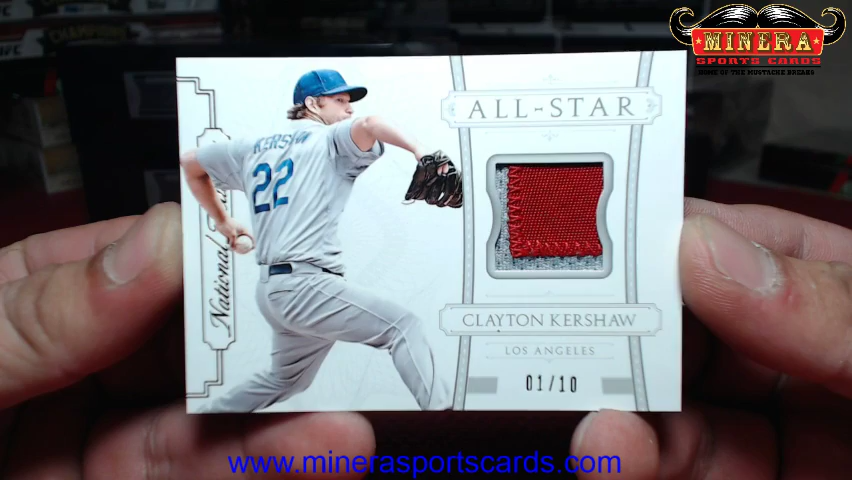 MINERA
SPORTS CARDS
HOME OF THE MUSTACHE BREAKS
KERSHAW
22
National
ALL-STAR
CLAYTON KERSHAW
LOS ANGELES
01/10
www.minerasportscards.com